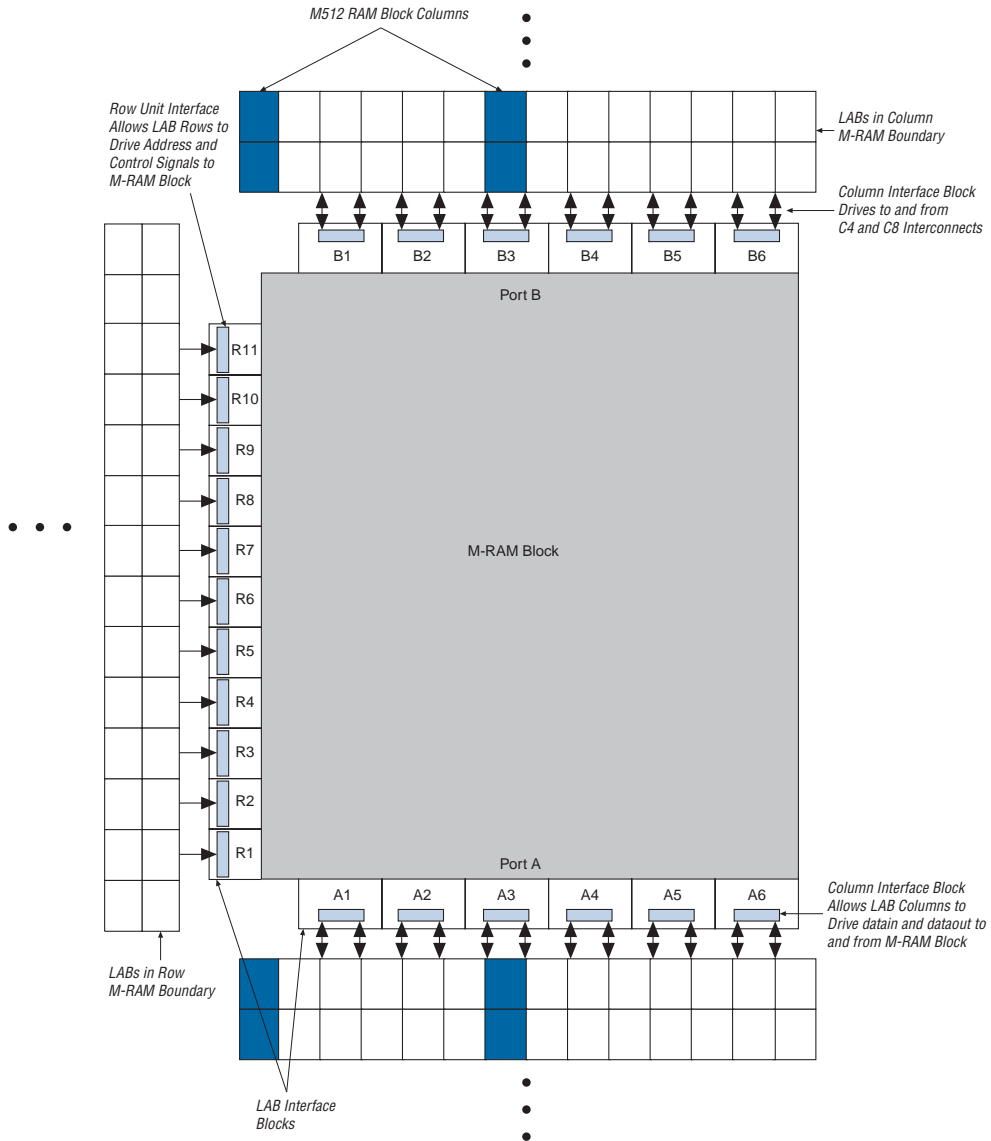 M512 RAM Block Columns
Row Unit Interface
Allows LAB Rows to
Drive Address and
Control Signals to
M-RAM Block
LABs in Column
M-RAM Boundary
Column Interface Block
Drives to and from
C4 and C8 Interconnects
B1 B2 B3 B4 B5 B6
Port B
R11
R10
R9
R8
R7
M-RAM Block
R6
R5
R4
R3
R2
R1
Port A
A1 A2 A3 A4 A5 A6
Column Interface Block
Allows LAB Columns to
Drive datain and dataout to
and from M-RAM Block
LABs in Row
M-RAM Boundary
LAB Interface
Blocks